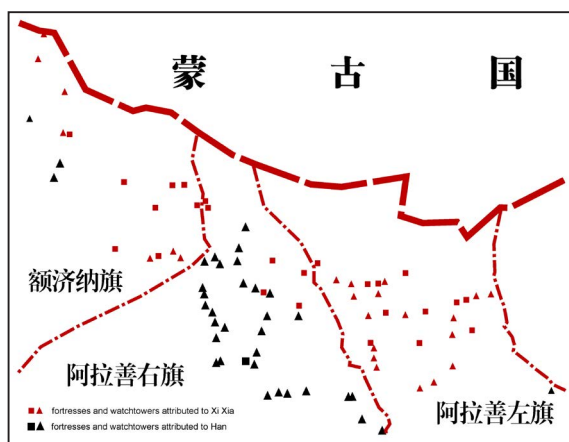 蒙古国
额济纳旗
阿拉善右旗
阿拉善左旗
fortresses and watchtowers attributed to Xi Xia
fortresses and watchtowers attributed to Han